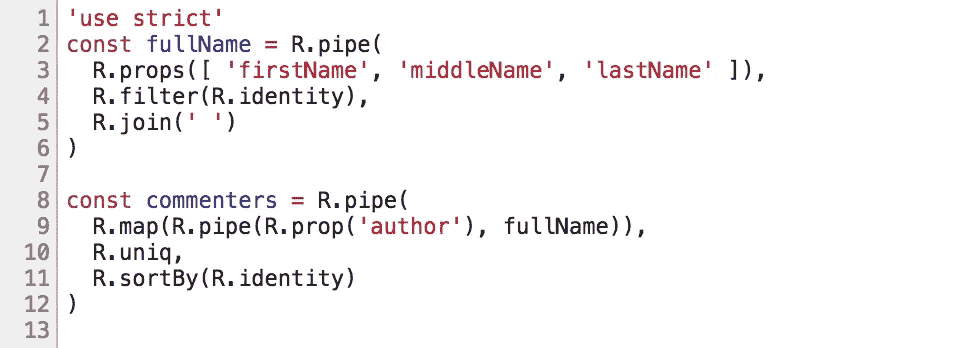 1 'use strict'
2 const fullName = R.pipe(
3   R.props([ 'firstName', 'middleName', 'lastName' ]),
4   R.filter(R.identity),
5   R.join(' ')
6 )
7
8 const commenters = R.pipe(
9   R.map(R.pipe(R.prop('author'), fullName)),
10   R.uniq,
11   R.sortBy(R.identity)
12 )
13